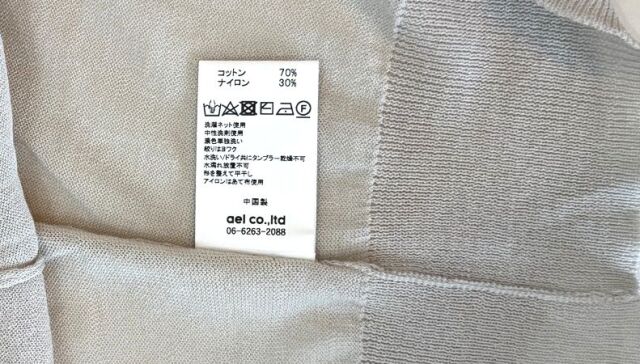 コットン 70%
ナイロン 30%
洗濯ネット使用
中性洗剤使用
濃色単独洗い
絞りはヨワク
水洗い/ドライ共にタンブラー乾燥不可
水濡れ放置不可
形を整えて平干し
アイロンはあて布使用
中国製
ael co.,ltd
06-6263-2088